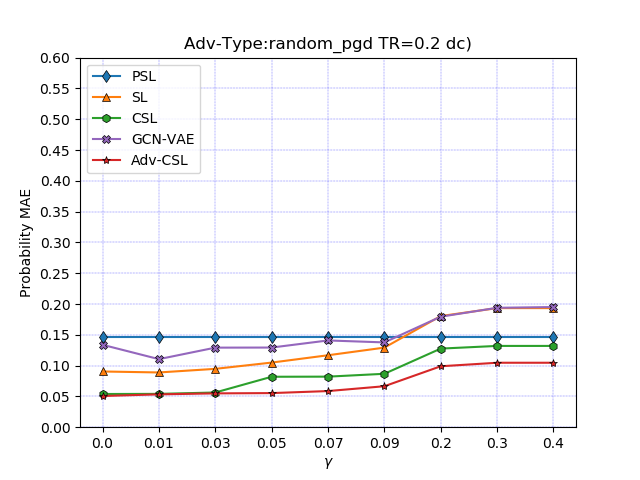 Adv-Type:random_pgd TR=0.2 dc)
0.60
0.55
0.50
0.45
0.40
0.35
0.30
0.25
0.20
0.15
0.10
0.05
0.00
Probability MAE
PSL
SL
CSL
GCN-VAE
Adv-CSL
0.0 0.01 0.03 0.05 0.07 0.09 0.2 0.3 0.4
γ